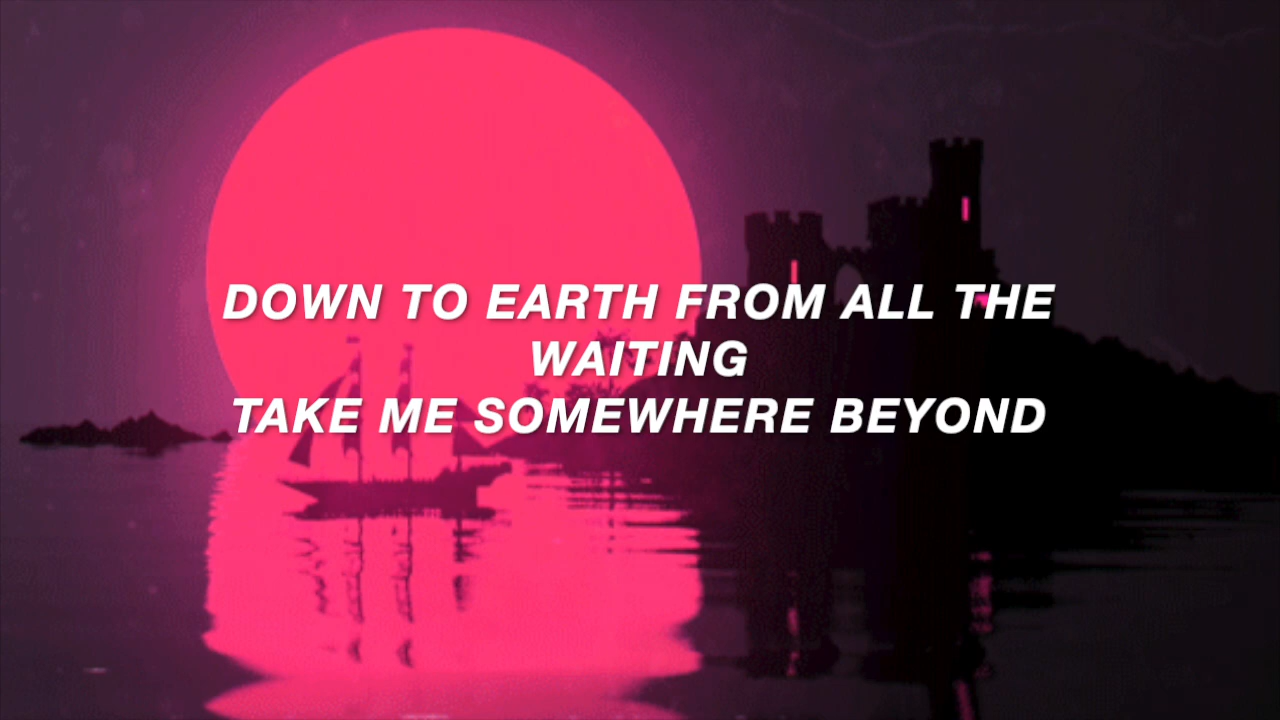 DOWN TO EARTH FROM ALL THE
WAITING
TAKE ME SOMEWHERE BEYOND